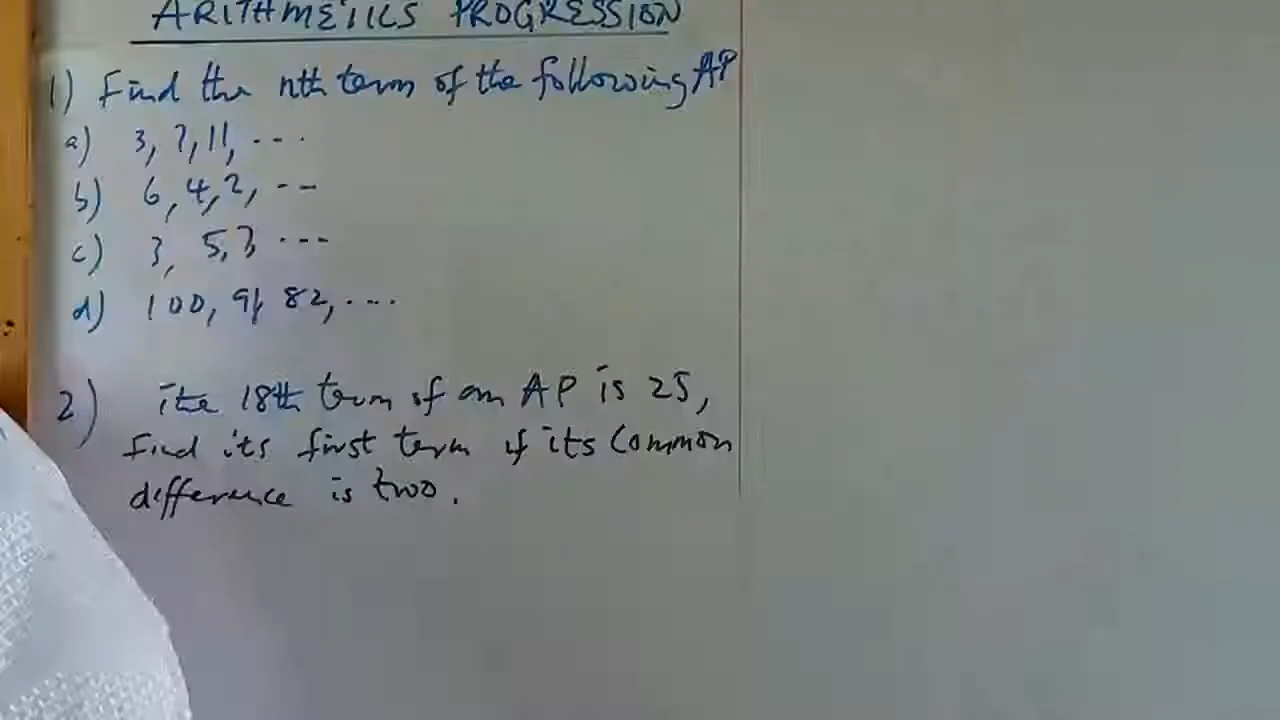 ARITHMETICS PROGRESSION
1) Find the nth term of the following AP
a) 3, 7, 11, ....
b) 6, 4, 2, ---
c) 3, 5, 7 ---
d) 100, 91, 82, ....
2) the 18th term of an AP is 25,
Find its first term if its Common
difference is two.